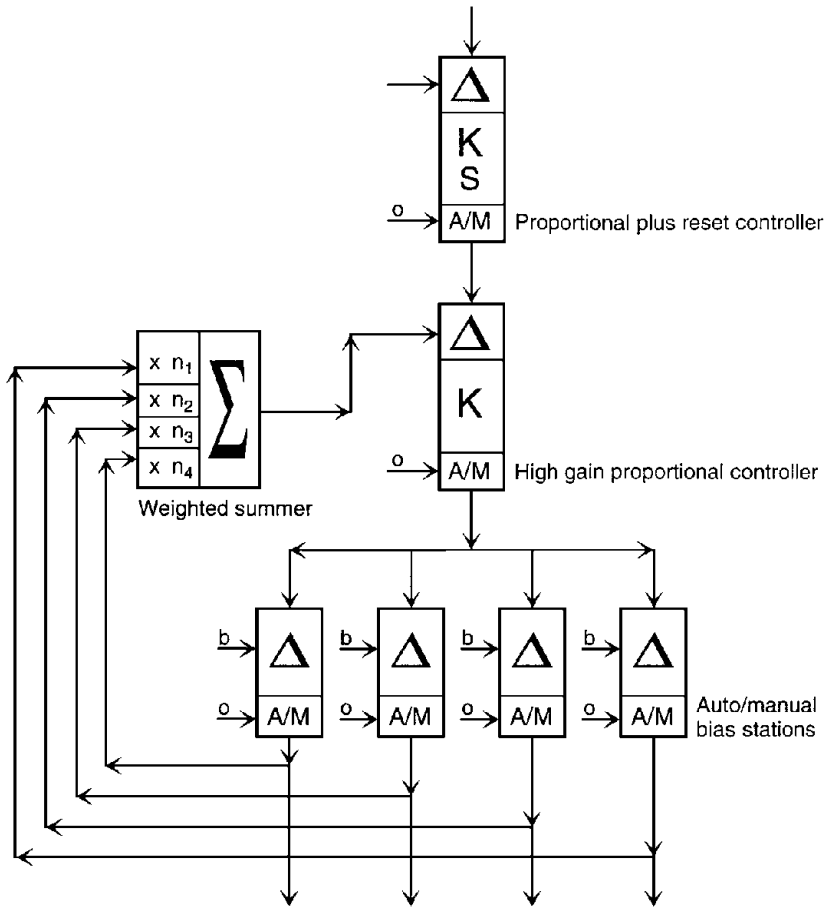 Δ
K
S
o
A/M
Proportional plus reset controller
x n₁
x n₂
x n₃
x n₄
Σ
Weighted summer
Δ
K
o
A/M
High gain proportional controller
b Δ b Δ b Δ b Δ
o A/M o A/M o A/M o A/M
Auto/manual
bias stations